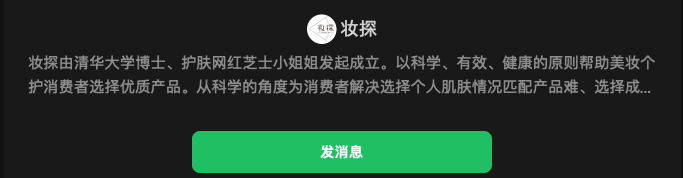 妆探
妆探
妆探由清华大学博士、护肤网红芝士小姐姐发起成立。以科学、有效、健康的原则帮助美妆个
护消费者选择优质产品。从科学的角度为消费者解决选择个人肌肤情况匹配产品难、选择成...
发消息